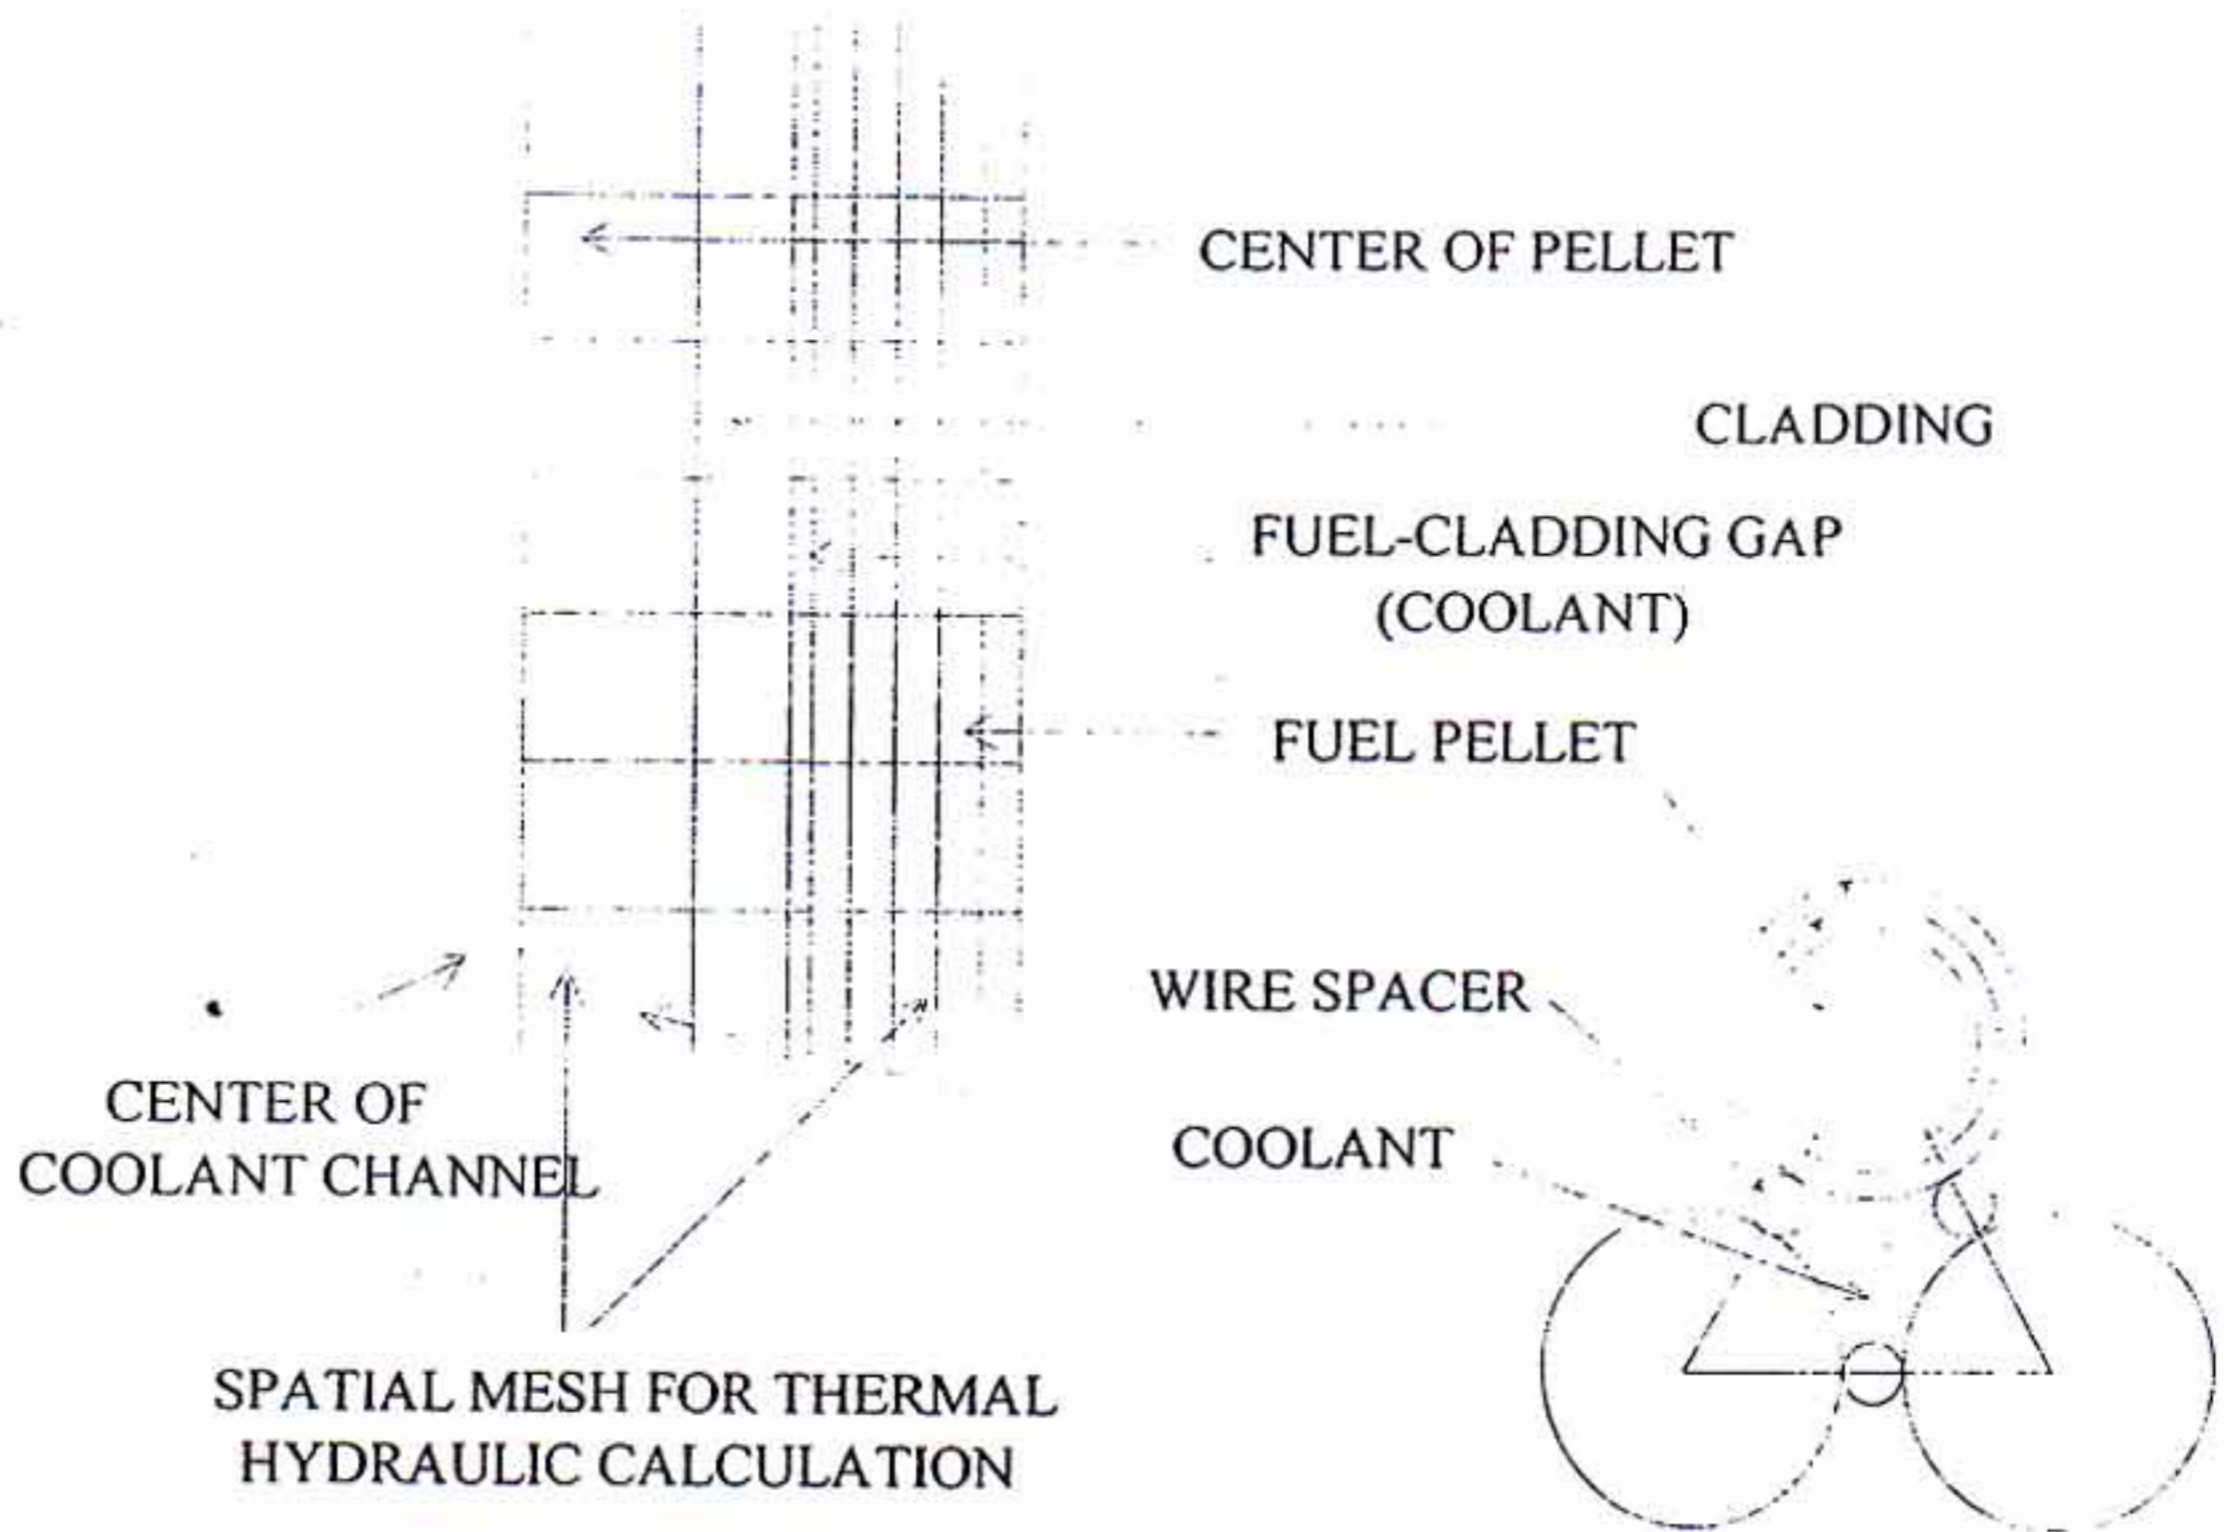 CENTER OF PELLET
CLADDING
FUEL-CLADDING GAP
(COOLANT)
FUEL PELLET
WIRE SPACER
COOLANT
CENTER OF
COOLANT CHANNEL
SPATIAL MESH FOR THERMAL
HYDRAULIC CALCULATION